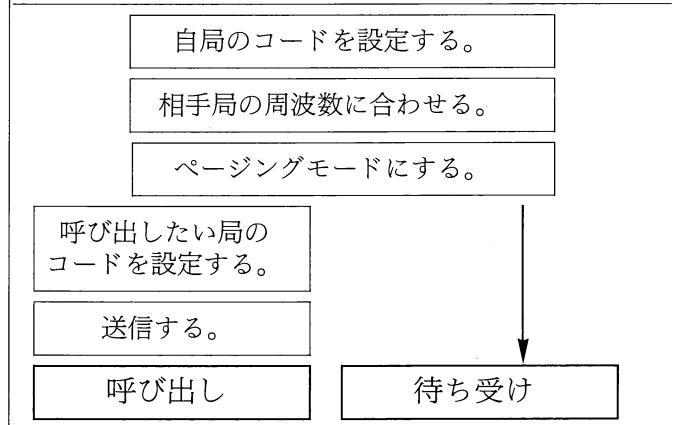 自局のコードを設定する。
相手局の周波数に合わせる。
ページングモードにする。
呼び出したい局の
コードを設定する。
送信する。
呼び出し
待ち受け